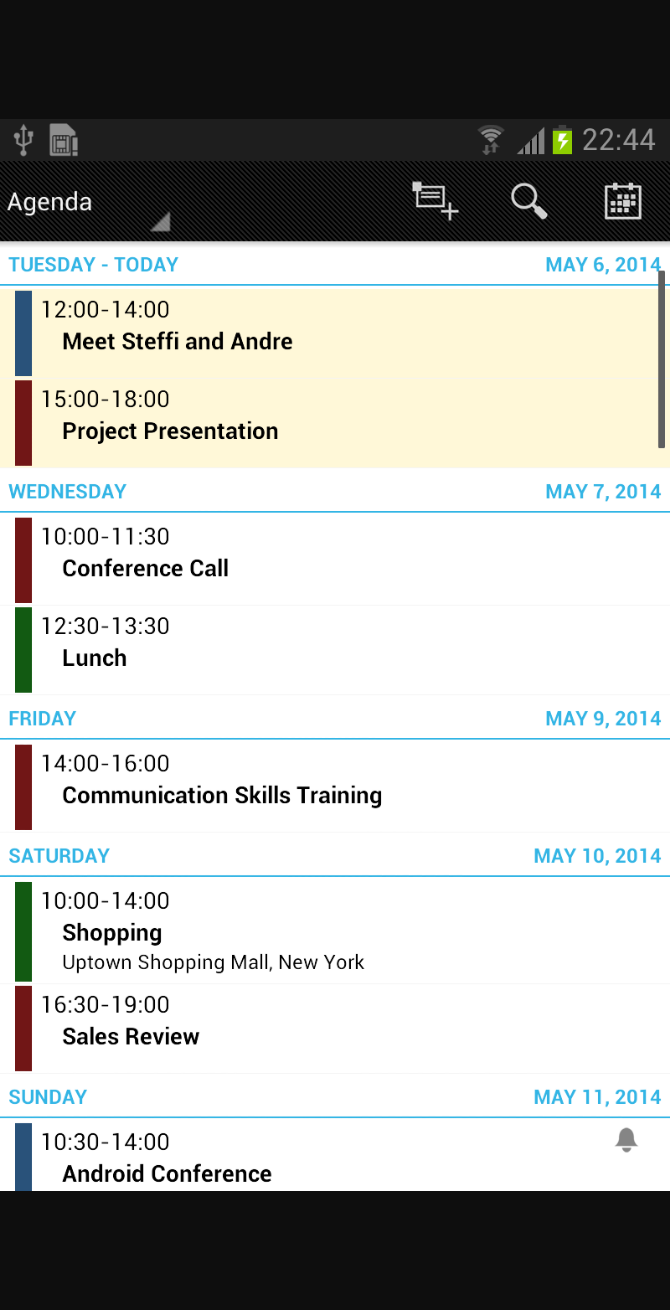 22:44
Agenda
TUESDAY - TODAY MAY 6, 2014
12:00-14:00
Meet Steffi and Andre
15:00-18:00
Project Presentation
WEDNESDAY MAY 7, 2014
10:00-11:30
Conference Call
12:30-13:30
Lunch
FRIDAY MAY 9, 2014
14:00-16:00
Communication Skills Training
SATURDAY MAY 10, 2014
10:00-14:00
Shopping
Uptown Shopping Mall, New York
16:30-19:00
Sales Review
SUNDAY MAY 11, 2014
10:30-14:00
Android Conference